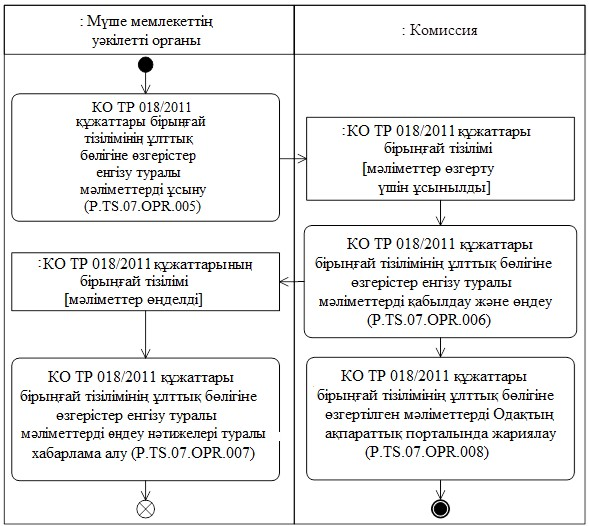 : Мүше мемлекеттің
уәкілетті органы
: Комиссия
КО ТР 018/2011
құжаттары бірыңғай
тізілімінің ұлттық
бөлігіне өзгерістер
енгізу туралы
мәліметтерді ұсыну
(P.TS.07.OPR.005)
:КО ТР 018/2011 құжаттары
бірыңғай тізілімі
[мәліметтер өзгерту
үшін ұсынылды]
КО ТР 018/2011 құжаттары
бірыңғай тізілімінің ұлттық бөлігіне
өзгерістер енгізу туралы
мәліметтерді қабылдау және өңдеу
(P.TS.07.OPR.006)
:КО ТР 018/2011 құжаттарының
бірыңғай тізілімі
[мәліметтер өңделді]
КО ТР 018/2011 құжаттары
бірыңғай тізілімінің ұлттық бөлігіне
өзгерістер енгізу туралы
мәліметтерді өңдеу нәтижелері туралы
хабарлама алу (P.TS.07.OPR.007)
КО ТР 018/2011 құжаттары
бірыңғай тізілімінің ұлттық бөлігіне
өзгертілген мәліметтерді Одақтың
ақпараттық порталында жариялау
(P.TS.07.OPR.008)